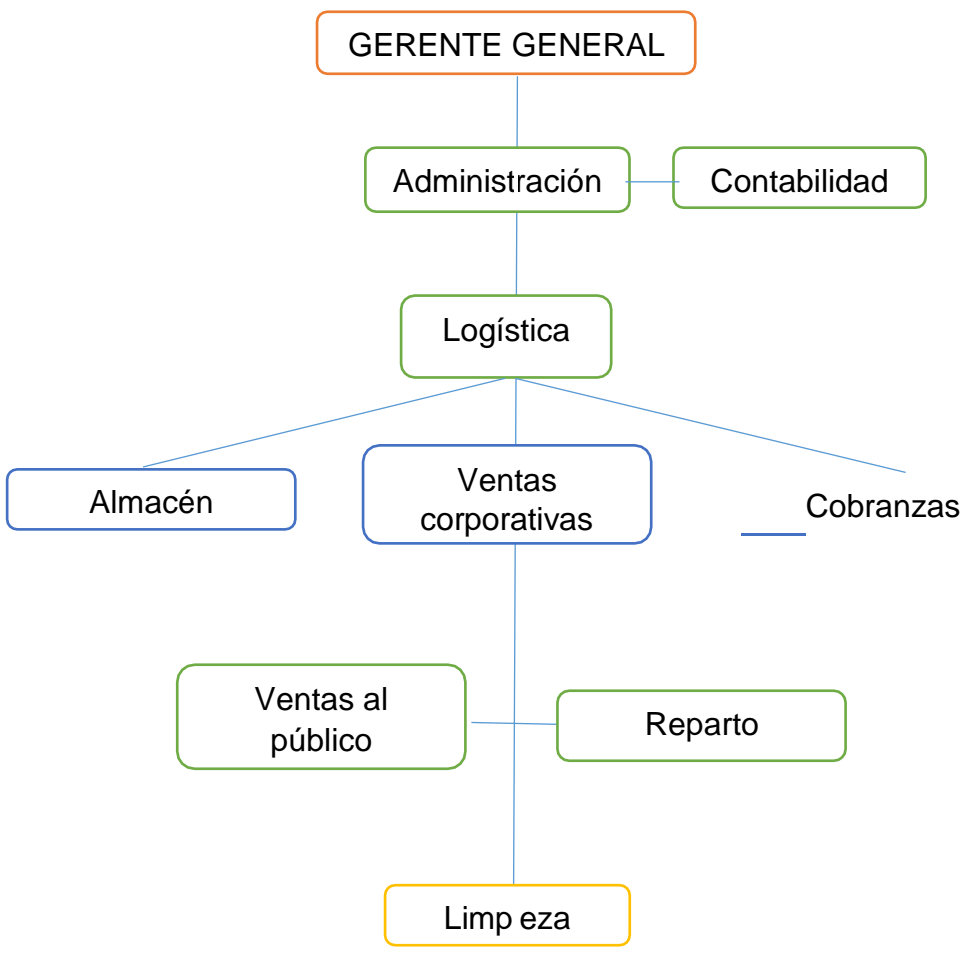 GERENTE GENERAL
Administración
Contabilidad
Logística
Almacén
Ventas
corporativas
Cobranzas
Ventas al
público
Reparto
Limp eza